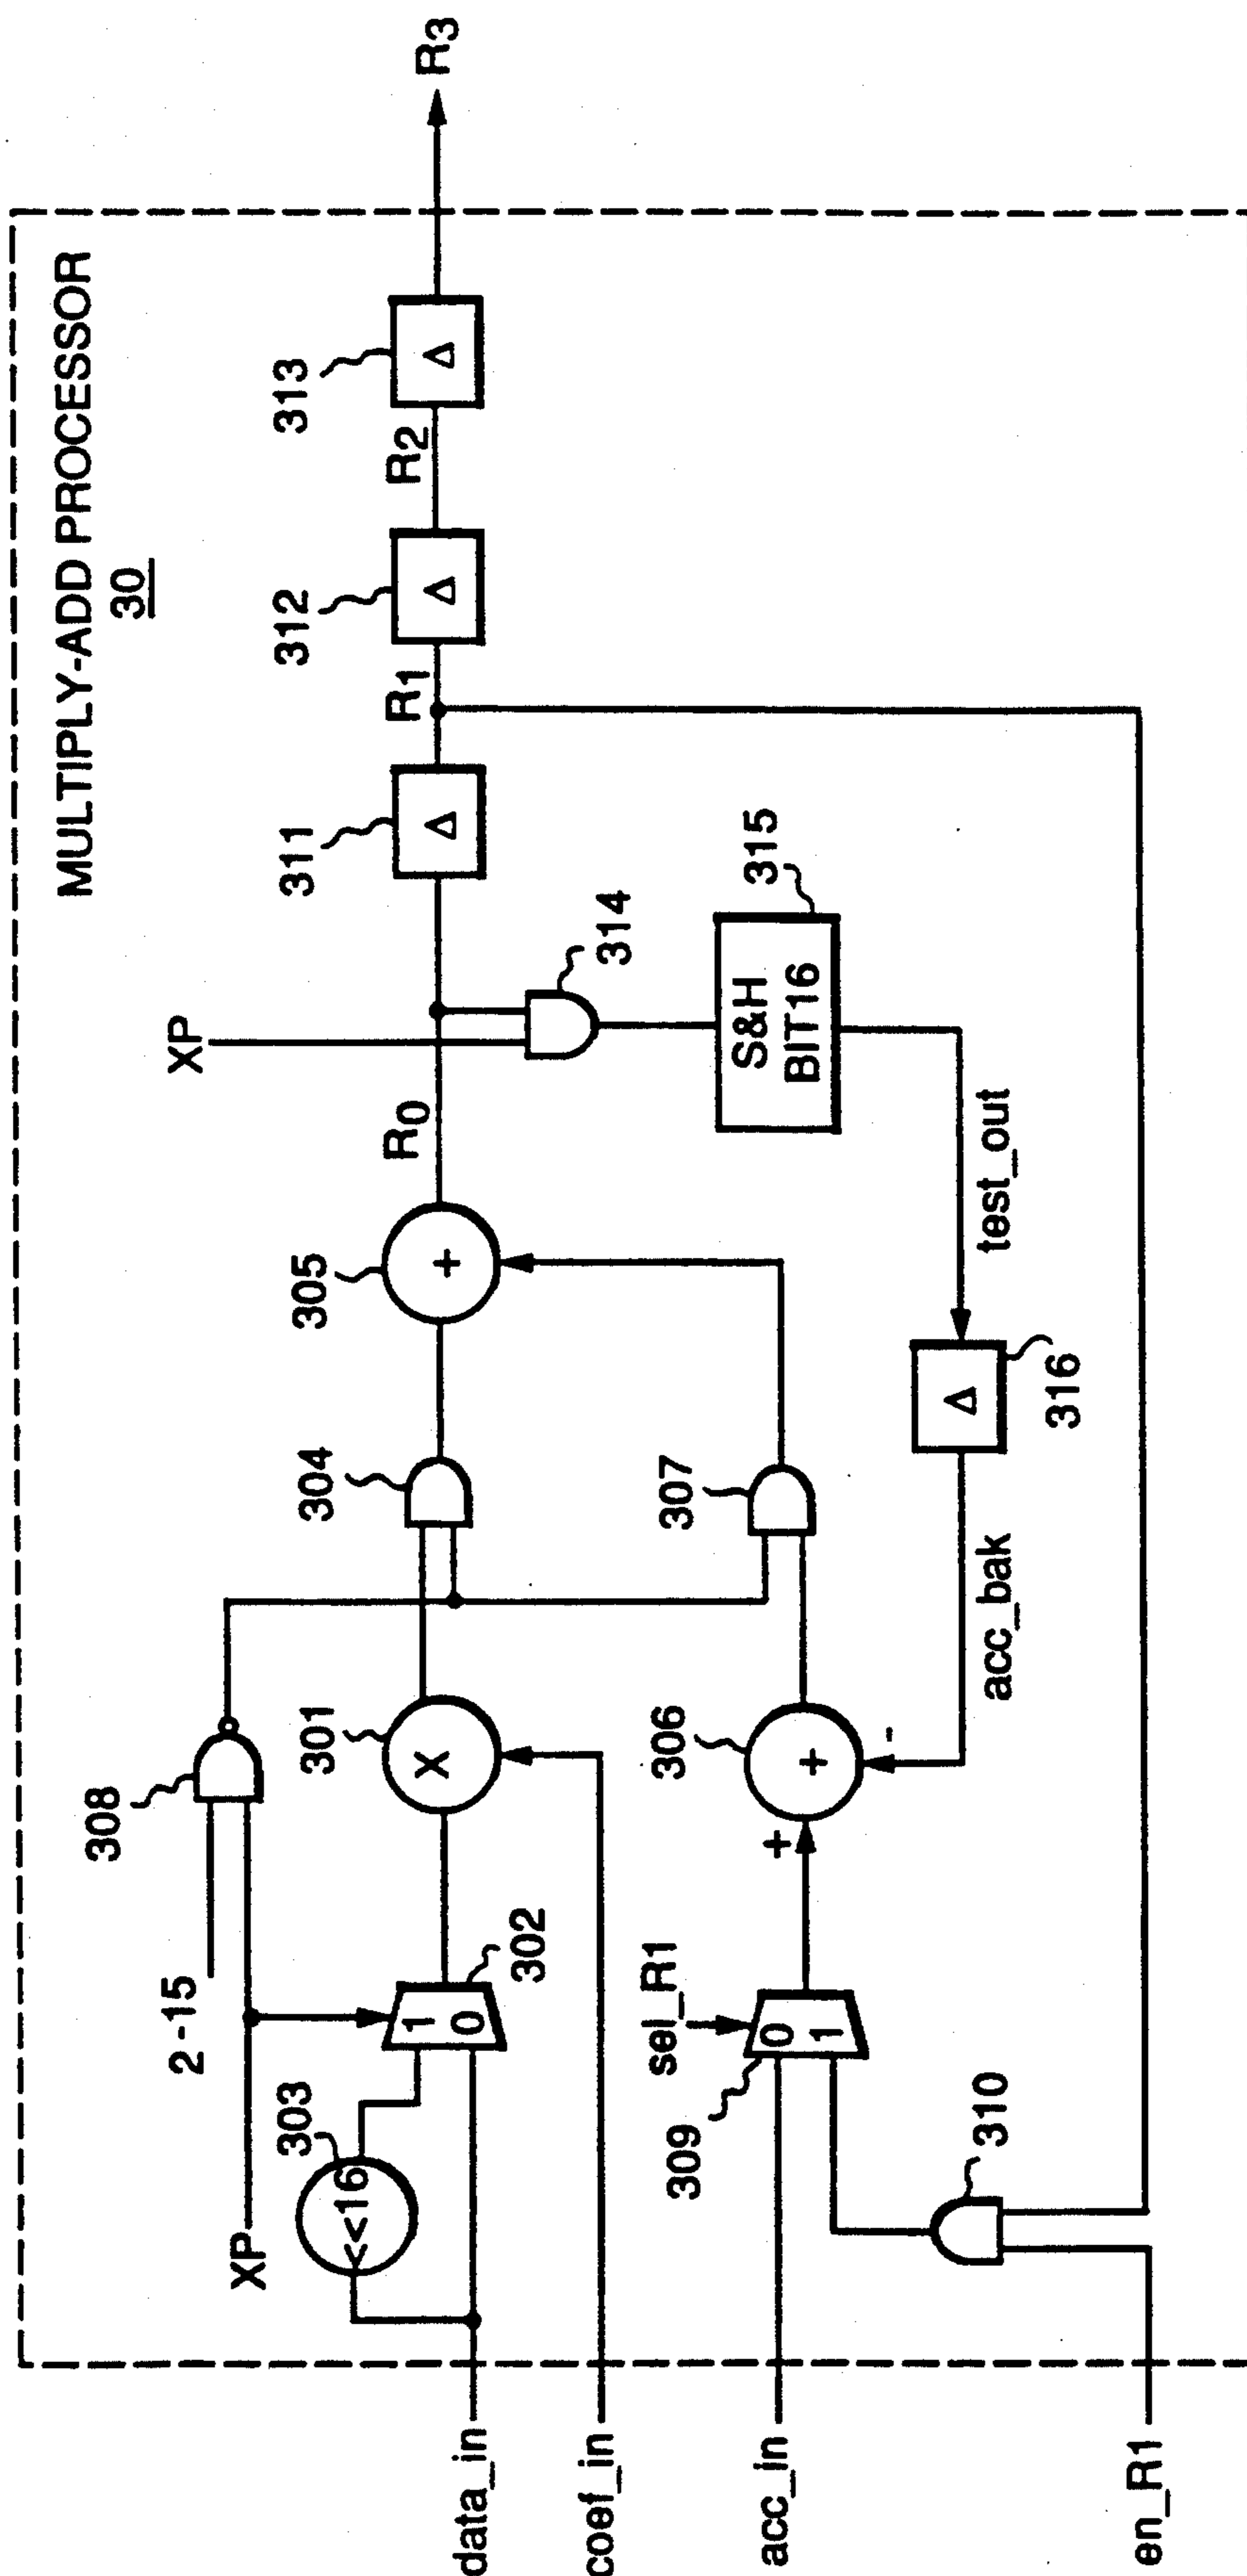 MULTIPLY-ADD PROCESSOR
30
XP
2-15
308
303
<<16
1
0
302
301
X
304
305
+
R0
XP
311
Δ
R1
312
Δ
R2
313
Δ
R3
314
S&H
BIT16
315
test_out
316
Δ
acc_bak
307
306
+
+
-
sel_R1
0
1
309
310
data_in
coef_in
acc_in
en_R1